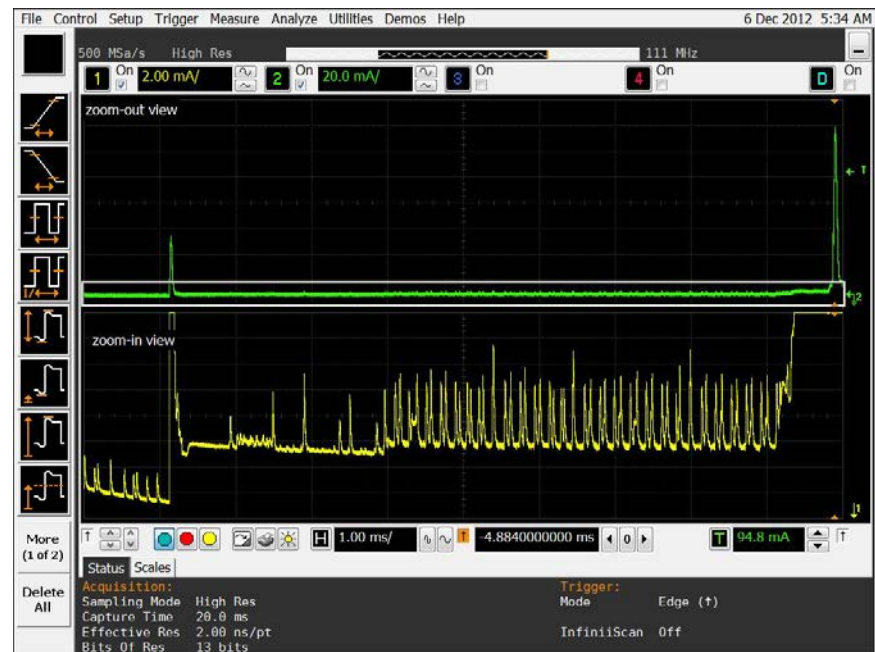 File Control Setup Trigger Measure Analyze Utilities Demos Help 6 Dec 2012 5:34 AM
500 MSa/s High Res 111 MHz
1 On 2.00 mA/ 2 On 20.0 mA/ 3 On 4 On D On
zoom-out view
T
2
zoom-in view
1
1/
More
(1 of 2)
Delete
All
H 1.00 ms/ -4.8840000000 ms 0 T 94.8 mA
Status Scales
Acquisition: Trigger:
Sampling Mode High Res Mode Edge (↑)
Capture Time 20.0 ms
Effective Res 2.00 ns/pt InfiniiScan Off
Bits Of Res 13 bits